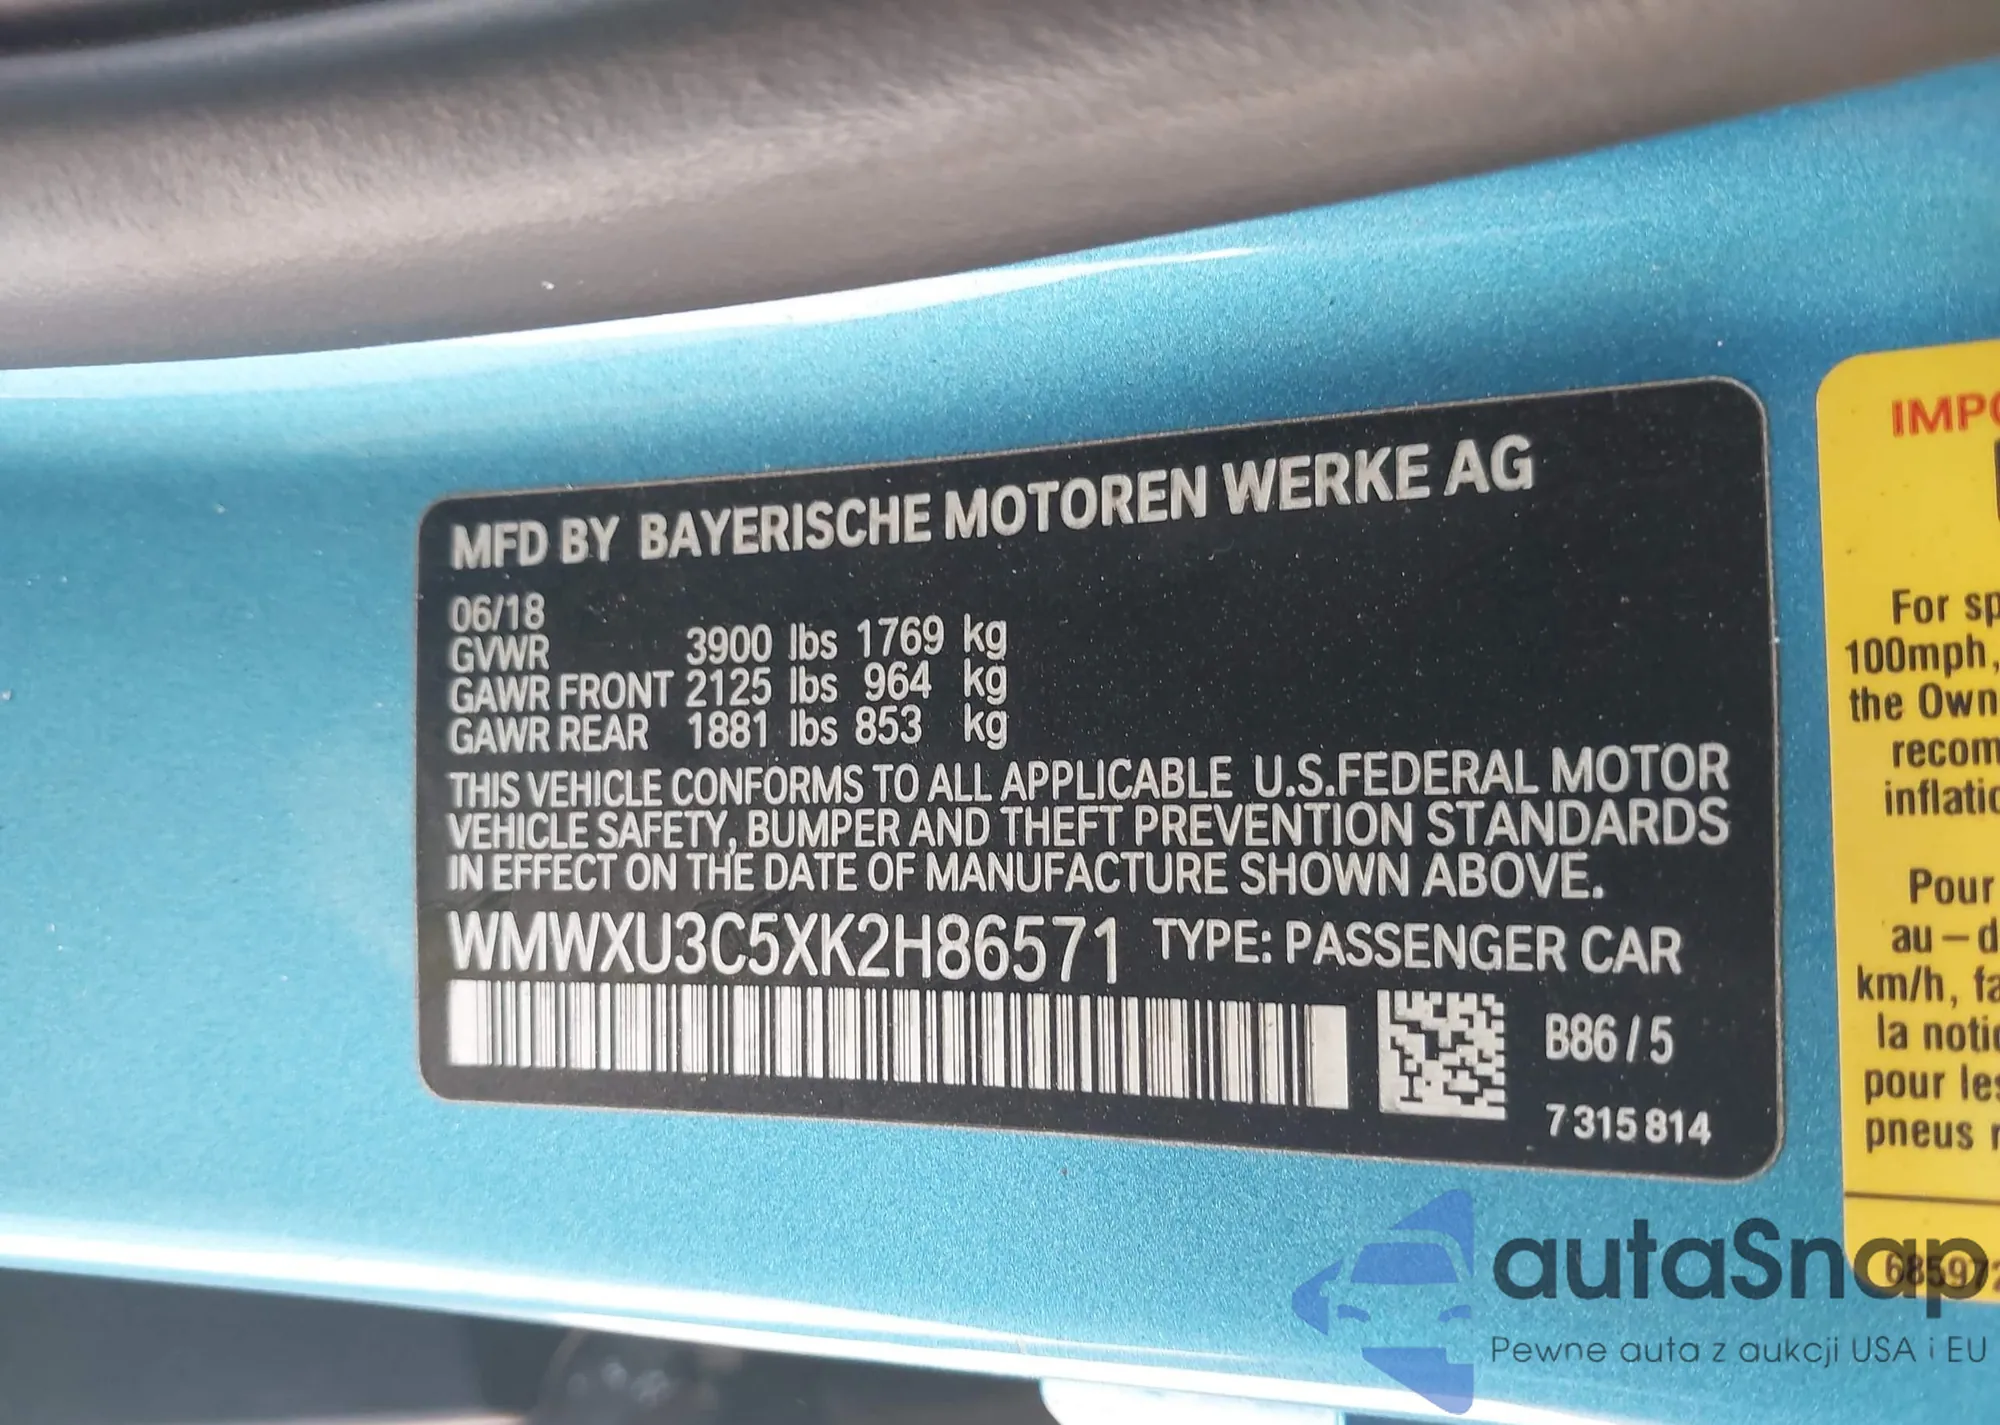 MFD BY BAYERISCHE MOTOREN WERKE AG
06/18
GVWR 3900 lbs 1769 kg
GAWR FRONT 2125 lbs 964 kg
GAWR REAR 1881 lbs 853 kg
THIS VEHICLE CONFORMS TO ALL APPLICABLE U.S.FEDERAL MOTOR
VEHICLE SAFETY, BUMPER AND THEFT PREVENTION STANDARDS
IN EFFECT ON THE DATE OF MANUFACTURE SHOWN ABOVE.
WMWXU3C5XK2H86571 TYPE: PASSENGER CAR
B86 / 5
7 315 814
IMPO
For sp
100mph,
the Own
recom
inflatio
Pour
au – d
km/h, fa
la notic
pour les
pneus r
685972
autaSnap
Pewne auta z aukcji USA i EU